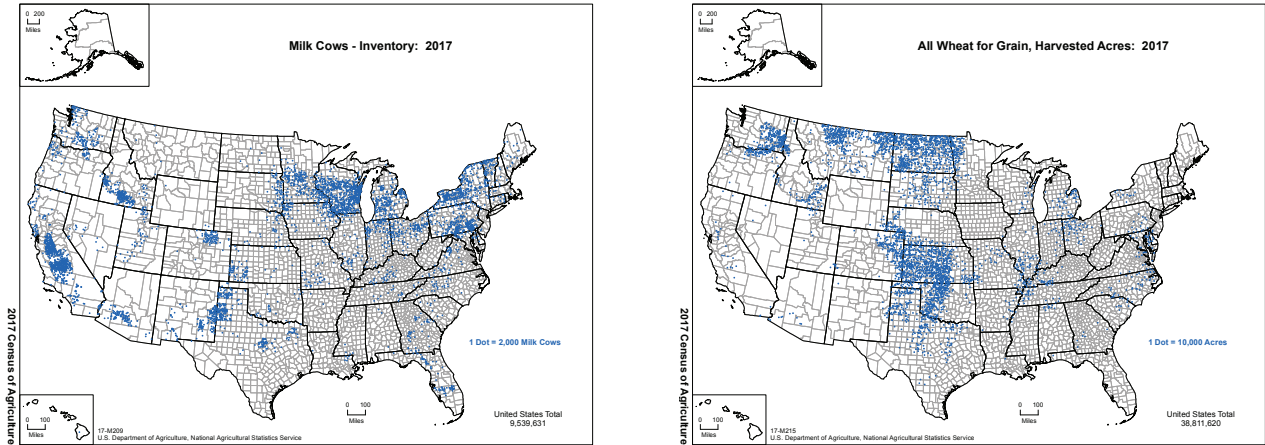 0 200
Miles
Milk Cows - Inventory: 2017
1 Dot = 2,000 Milk Cows
2017 Census of Agriculture
0 100
Miles
0 100
Miles
United States Total
9,539,631
17-M209
U.S. Department of Agriculture, National Agricultural Statistics Service
0 200
Miles
All Wheat for Grain, Harvested Acres: 2017
1 Dot = 10,000 Acres
2017 Census of Agriculture
0 100
Miles
0 100
Miles
United States Total
38,811,620
17-M215
U.S. Department of Agriculture, National Agricultural Statistics Service